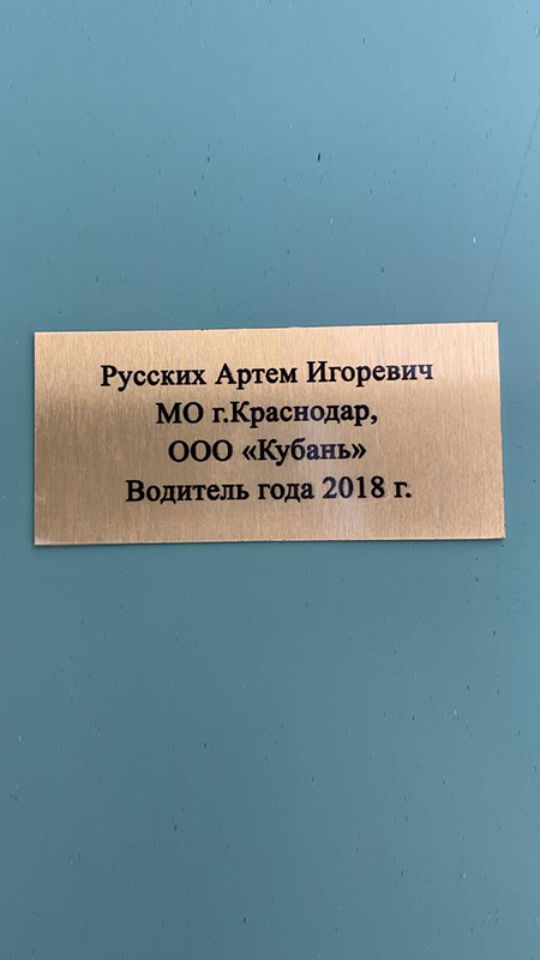 Русских Артем Игоревич
МО г.Краснодар,
ООО «Кубань»
Водитель года 2018 г.